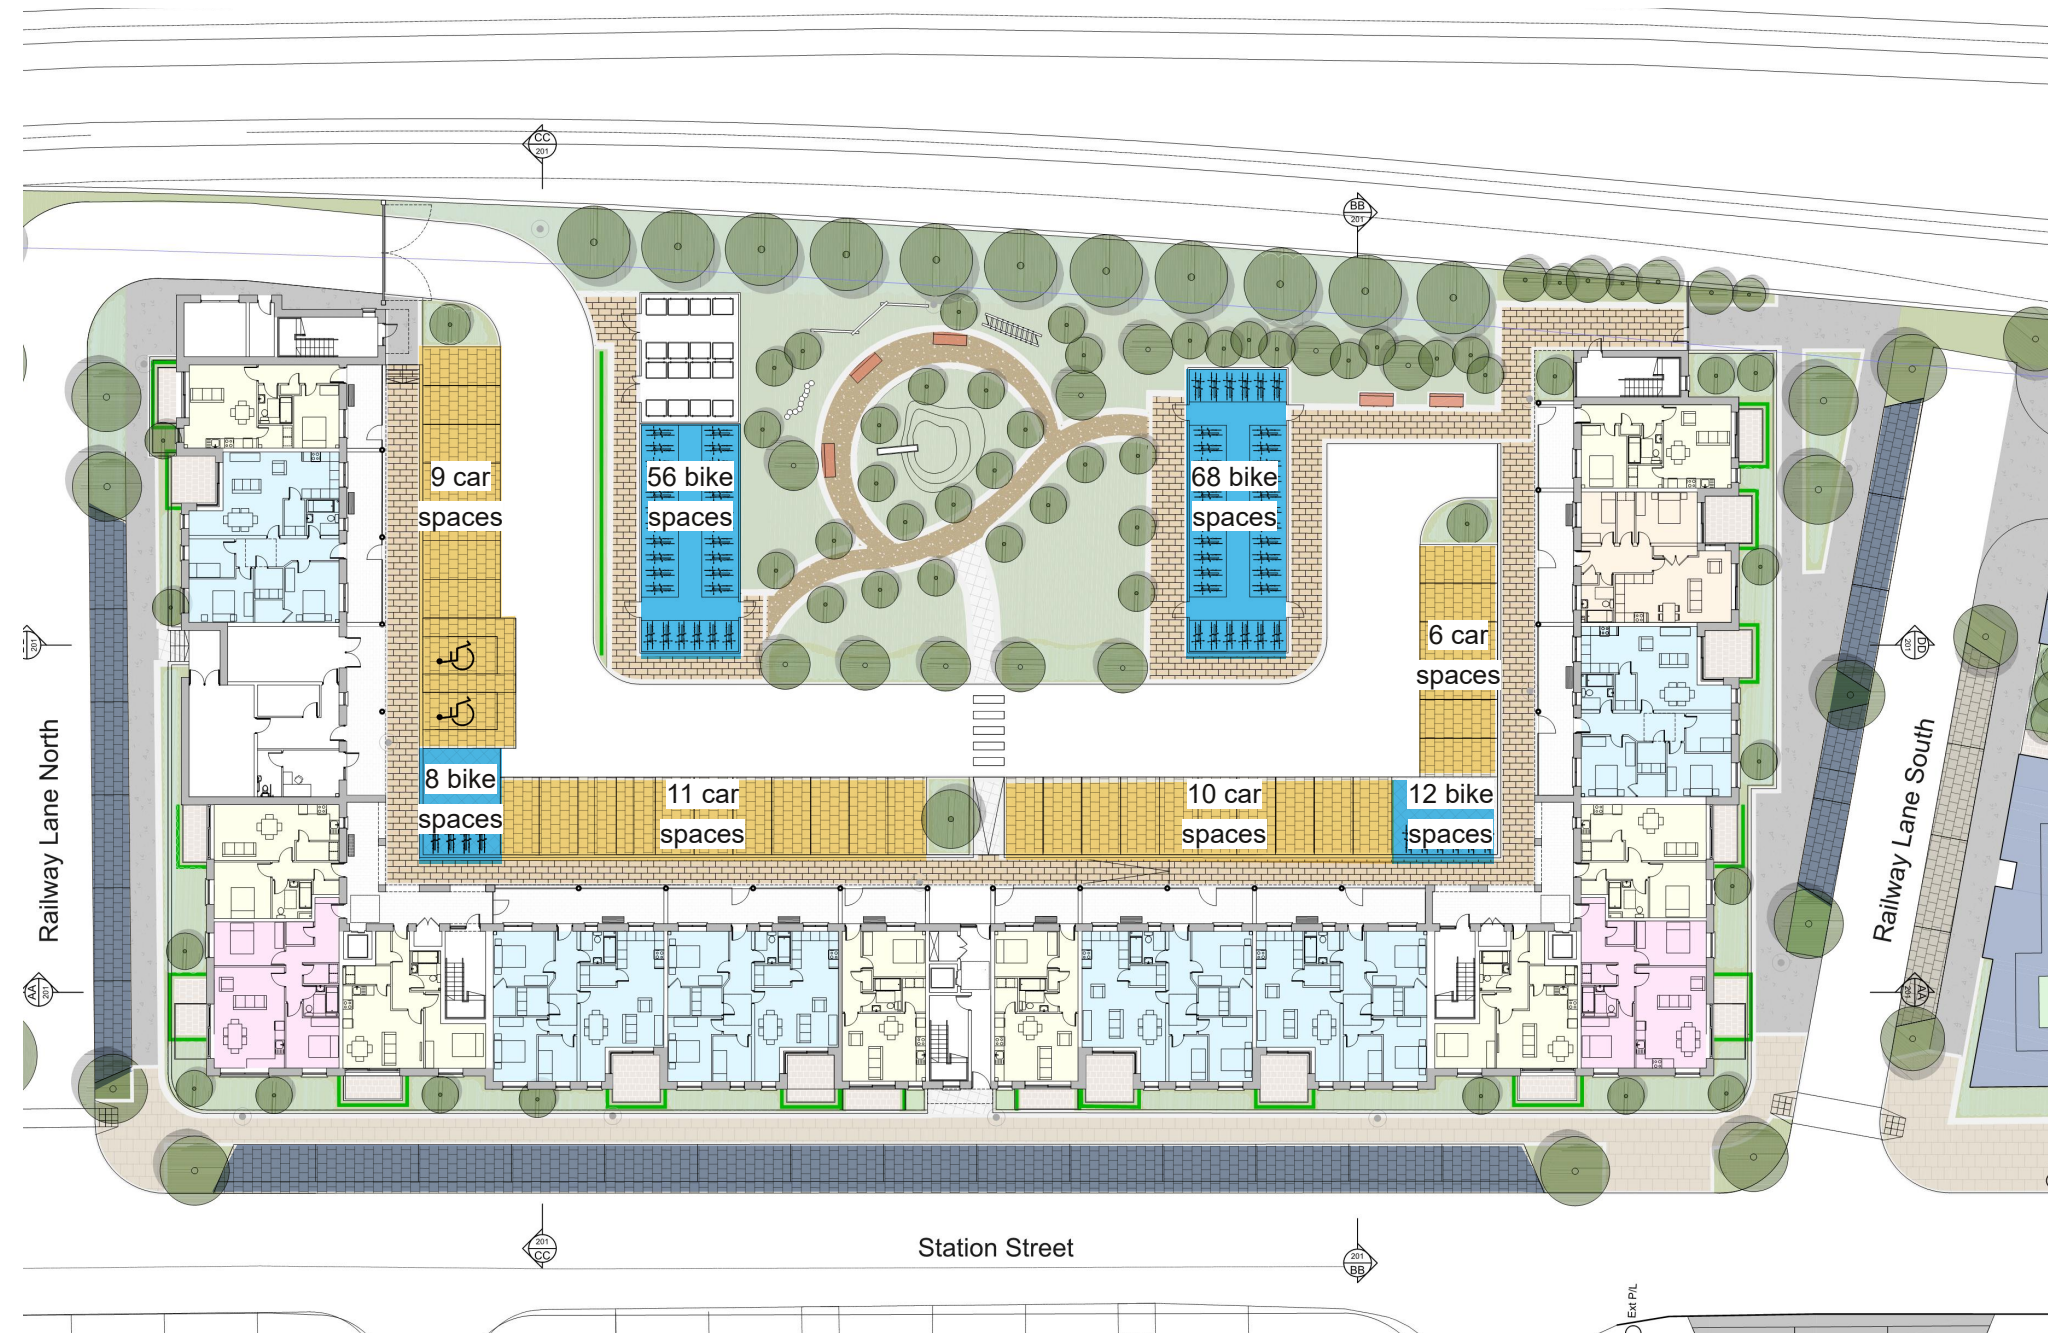 CC
201
BB
201
9 car
spaces
56 bike
spaces
68 bike
spaces
6 car
spaces
201
DD
201
8 bike
spaces
11 car
spaces
10 car
spaces
12 bike
spaces
Railway Lane North
Railway Lane South
AA
201
AA
201
201
CC
Station Street
201
BB
Ext P/L